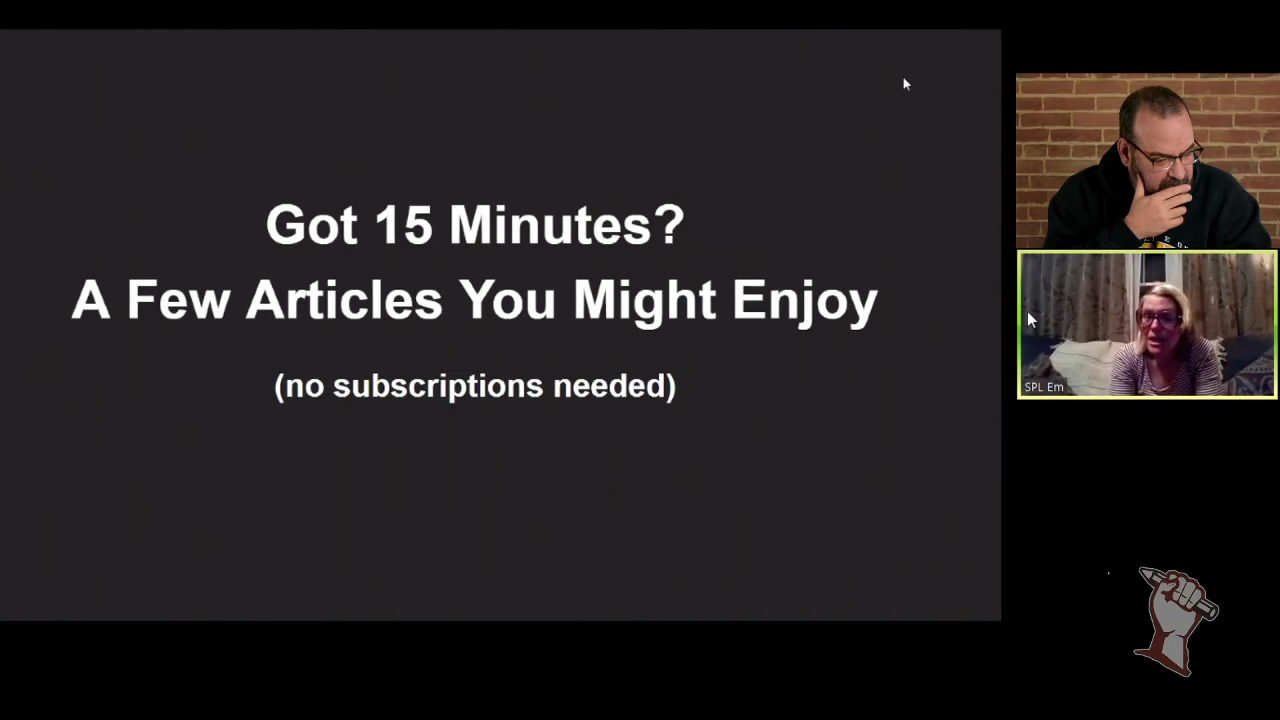 Got 15 Minutes?
A Few Articles You Might Enjoy
(no subscriptions needed)
SPL Em